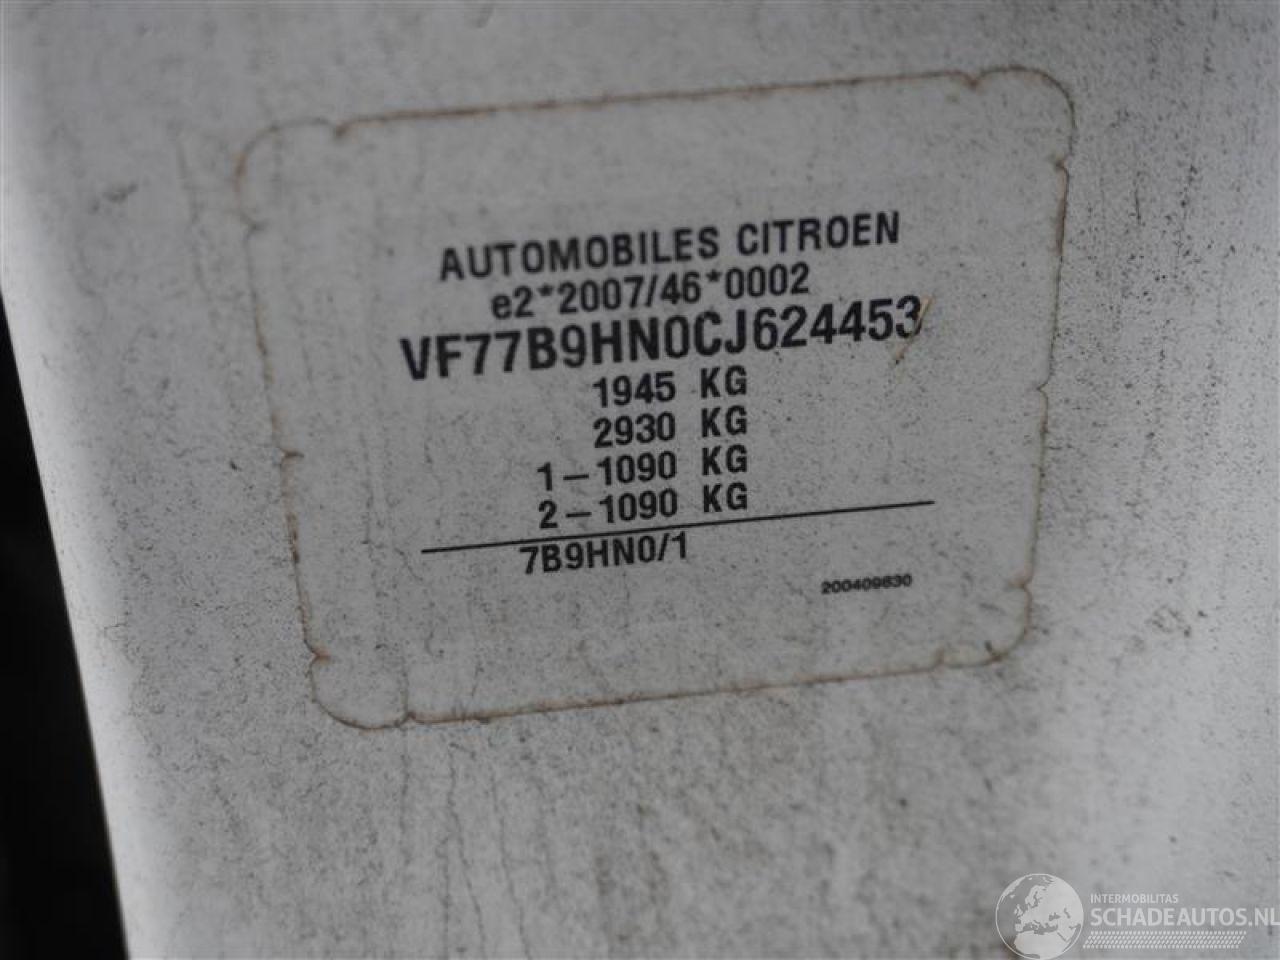 AUTOMOBILES CITROEN
e2*2007/46*0002
VF77B9HN0CJ624453
1945 KG
2930 KG
1-1090 KG
2-1090 KG
7B9HN0/1
200409630
INTERMOBILITAS
SCHADEAUTOS.NL